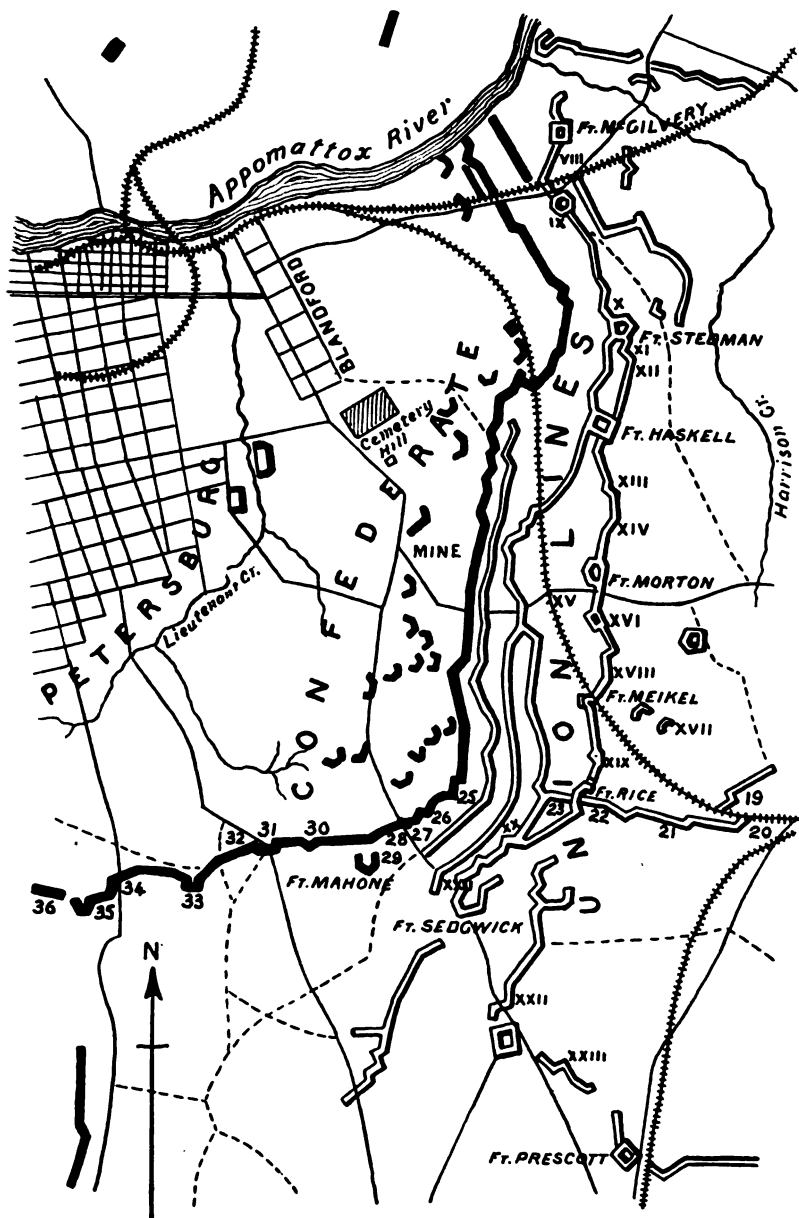 Appomattox River
FT. McGILVERY
VIII
IX
BLANDFORD
X
FT. STEDMAN
XI
XII
Cemetery
Hill
FT. HASKELL
Harrison Cr.
XIII
XIV
MINE
FT. MORTON
XV
XVI
PETERSBURG
CONFEDERATE
UNION LINES
XVIII
FT. MEIKEL
XVII
XIX
FT. RICE
19
20
21
22
23
25
26
27
28
29
30
31
32
33
34
35
36
XX
FT. MAHONE
FT. SEDGWICK
N
XXII
XXIII
FT. PRESCOTT